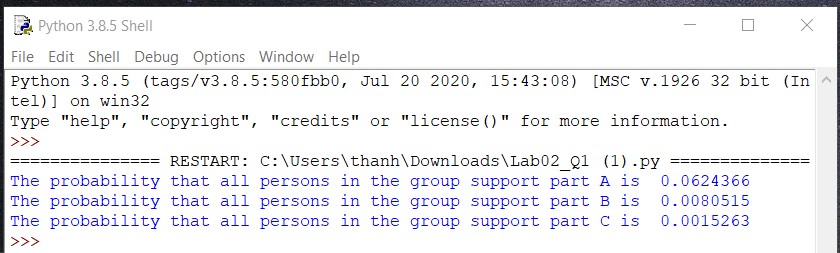 Python 3.8.5 Shell
File Edit Shell Debug Options Window Help
Python 3.8.5 (tags/v3.8.5:580fbb0, Jul 20 2020, 15:43:08) [MSC v.1926 32 bit (In
tel)] on win32
Type "help", "copyright", "credits" or "license()" for more information.
>>>
=============== RESTART: C:\Users\thanh\Downloads\Lab02_Q1 (1).py ==============
The probability that all persons in the group support part A is  0.0624366
The probability that all persons in the group support part B is  0.0080515
The probability that all persons in the group support part C is  0.0015263
>>>